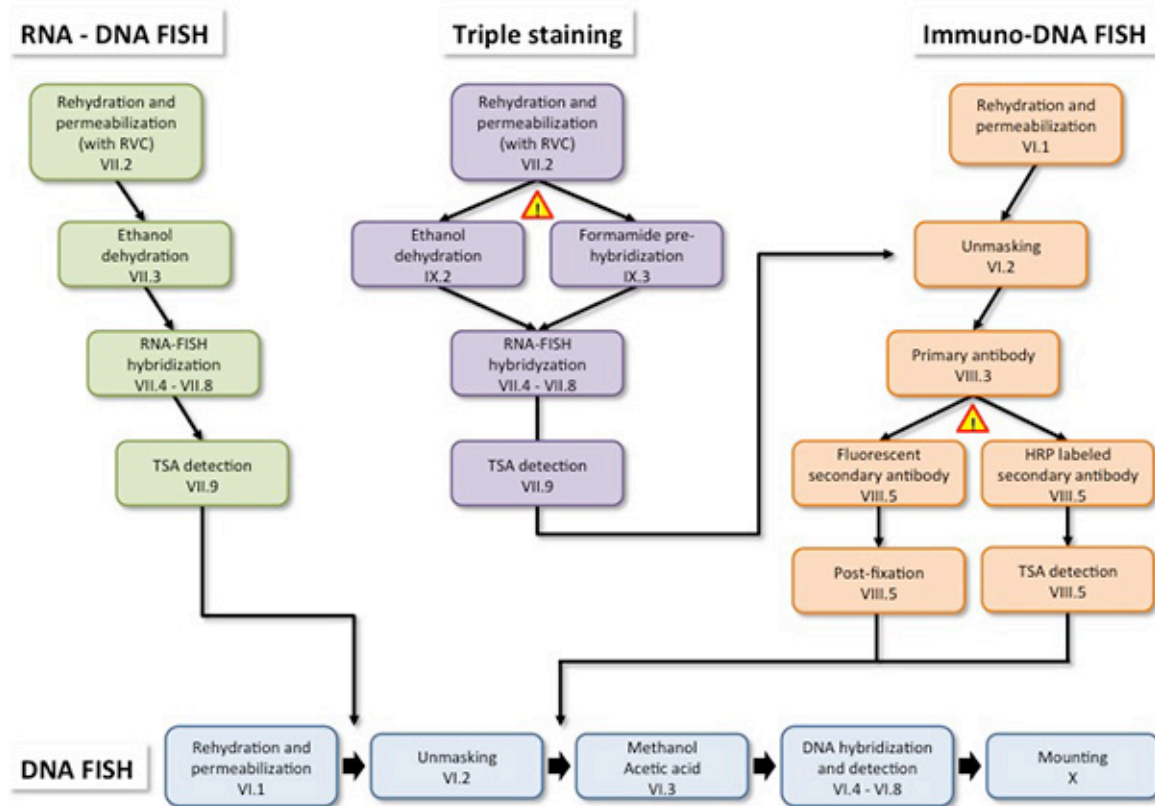 RNA - DNA FISH
Rehydration and
permeabilization
(with RVC)
VII.2
Ethanol
dehydration
VII.3
RNA-FISH
hybridization
VII.4 - VII.8
TSA detection
VII.9
Triple staining
Rehydration and
permeabilization
(with RVC)
VII.2
!
Ethanol
dehydration
IX.2
Formamide pre-
hybridization
IX.3
RNA-FISH
hybridyzation
VII.4 - VII.8
TSA detection
VII.9
Immuno-DNA FISH
Rehydration and
permeabilization
VI.1
Unmasking
VI.2
Primary antibody
VIII.3
!
Fluorescent
secondary antibody
VIII.5
HRP labeled
secondary antibody
VIII.5
Post-fixation
VIII.5
TSA detection
VIII.5
DNA FISH
Rehydration and
permeabilization
VI.1
Unmasking
VI.2
Methanol
Acetic acid
VI.3
DNA hybridization
and detection
VI.4 - VI.8
Mounting
X